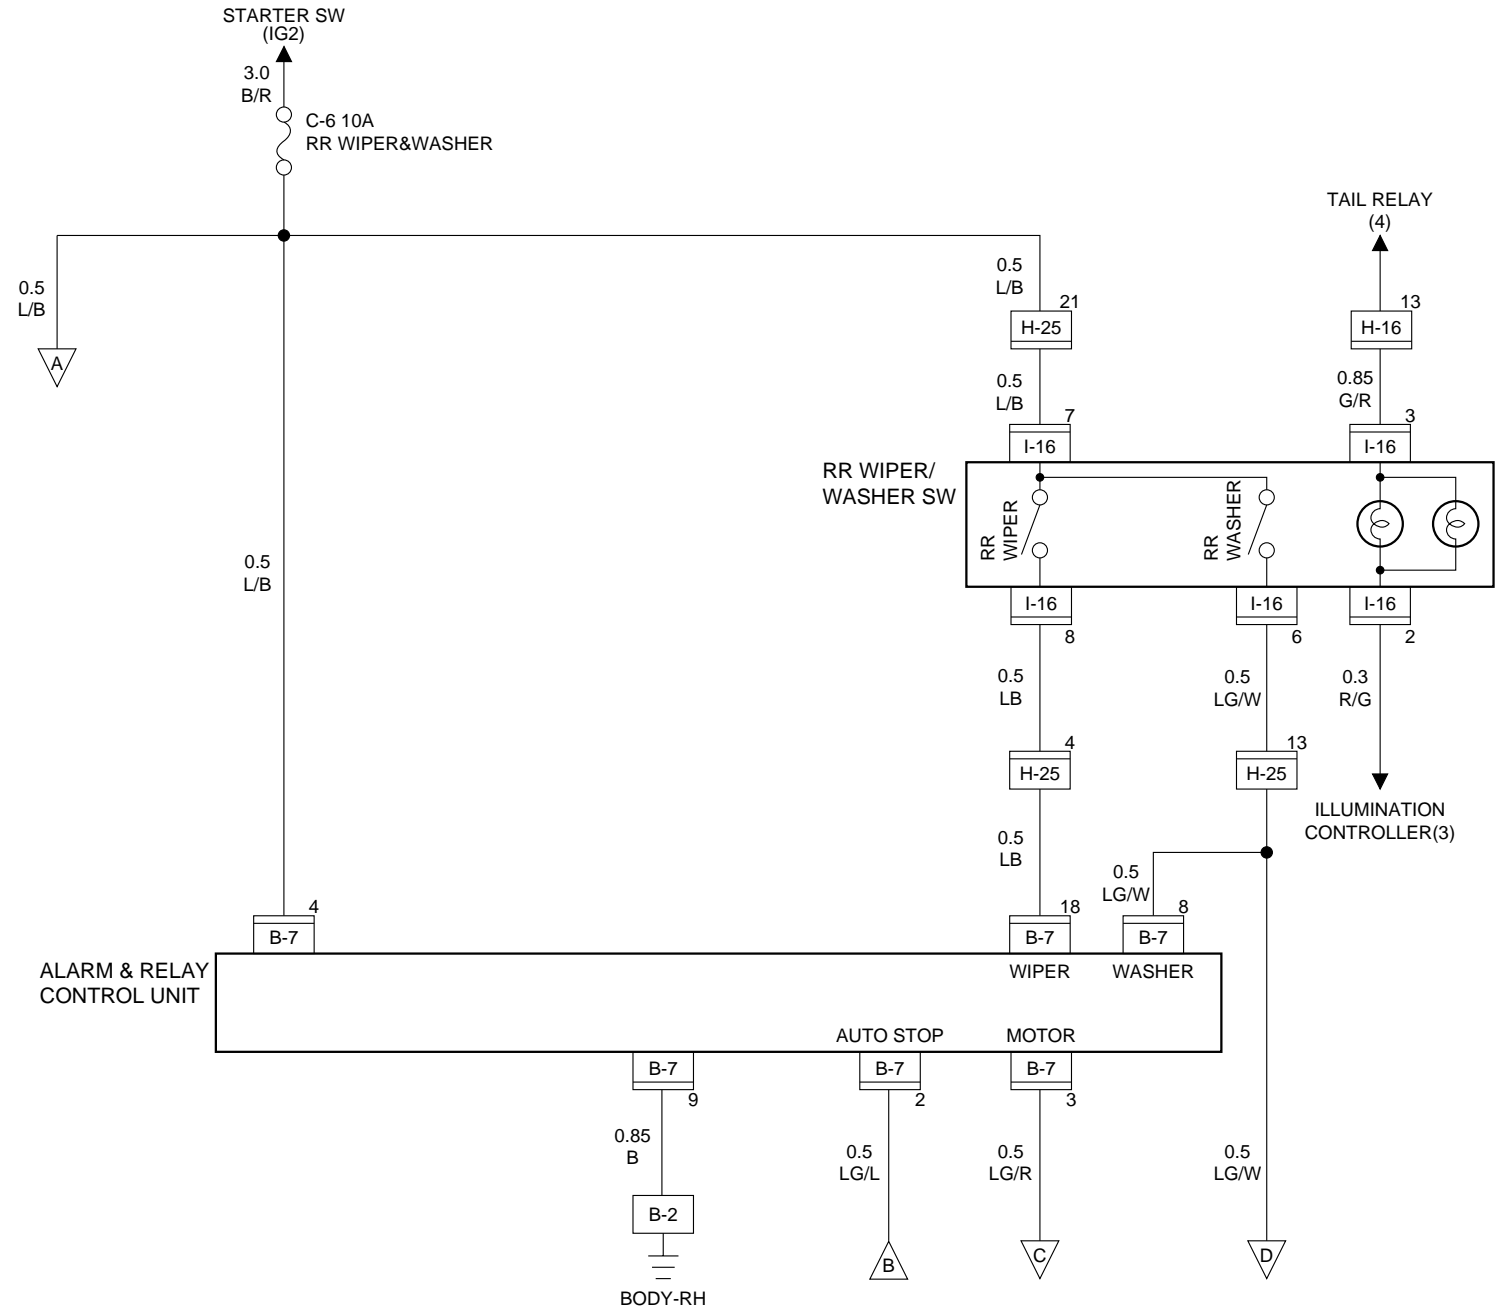 STARTER SW
(IG2)
3.0
B/R
C-6 10A
RR WIPER&WASHER
TAIL RELAY
(4)
0.5
L/B
A
0.5
L/B
21
H-25
13
H-16
0.5
L/B
0.85
G/R
7
I-16
3
I-16
RR WIPER/
WASHER SW
RR
WIPER
RR
WASHER
0.5
L/B
I-16
8
I-16
6
I-16
2
0.5
LB
0.5
LG/W
0.3
R/G
4
H-25
13
H-25
ILLUMINATION
CONTROLLER(3)
0.5
LB
0.5
LG/W
4
B-7
18
B-7
8
B-7
ALARM & RELAY
CONTROL UNIT
WIPER
WASHER
AUTO STOP
MOTOR
B-7
9
B-7
2
B-7
3
0.85
B
0.5
LG/L
0.5
LG/R
0.5
LG/W
B-2
BODY-RH
B
C
D